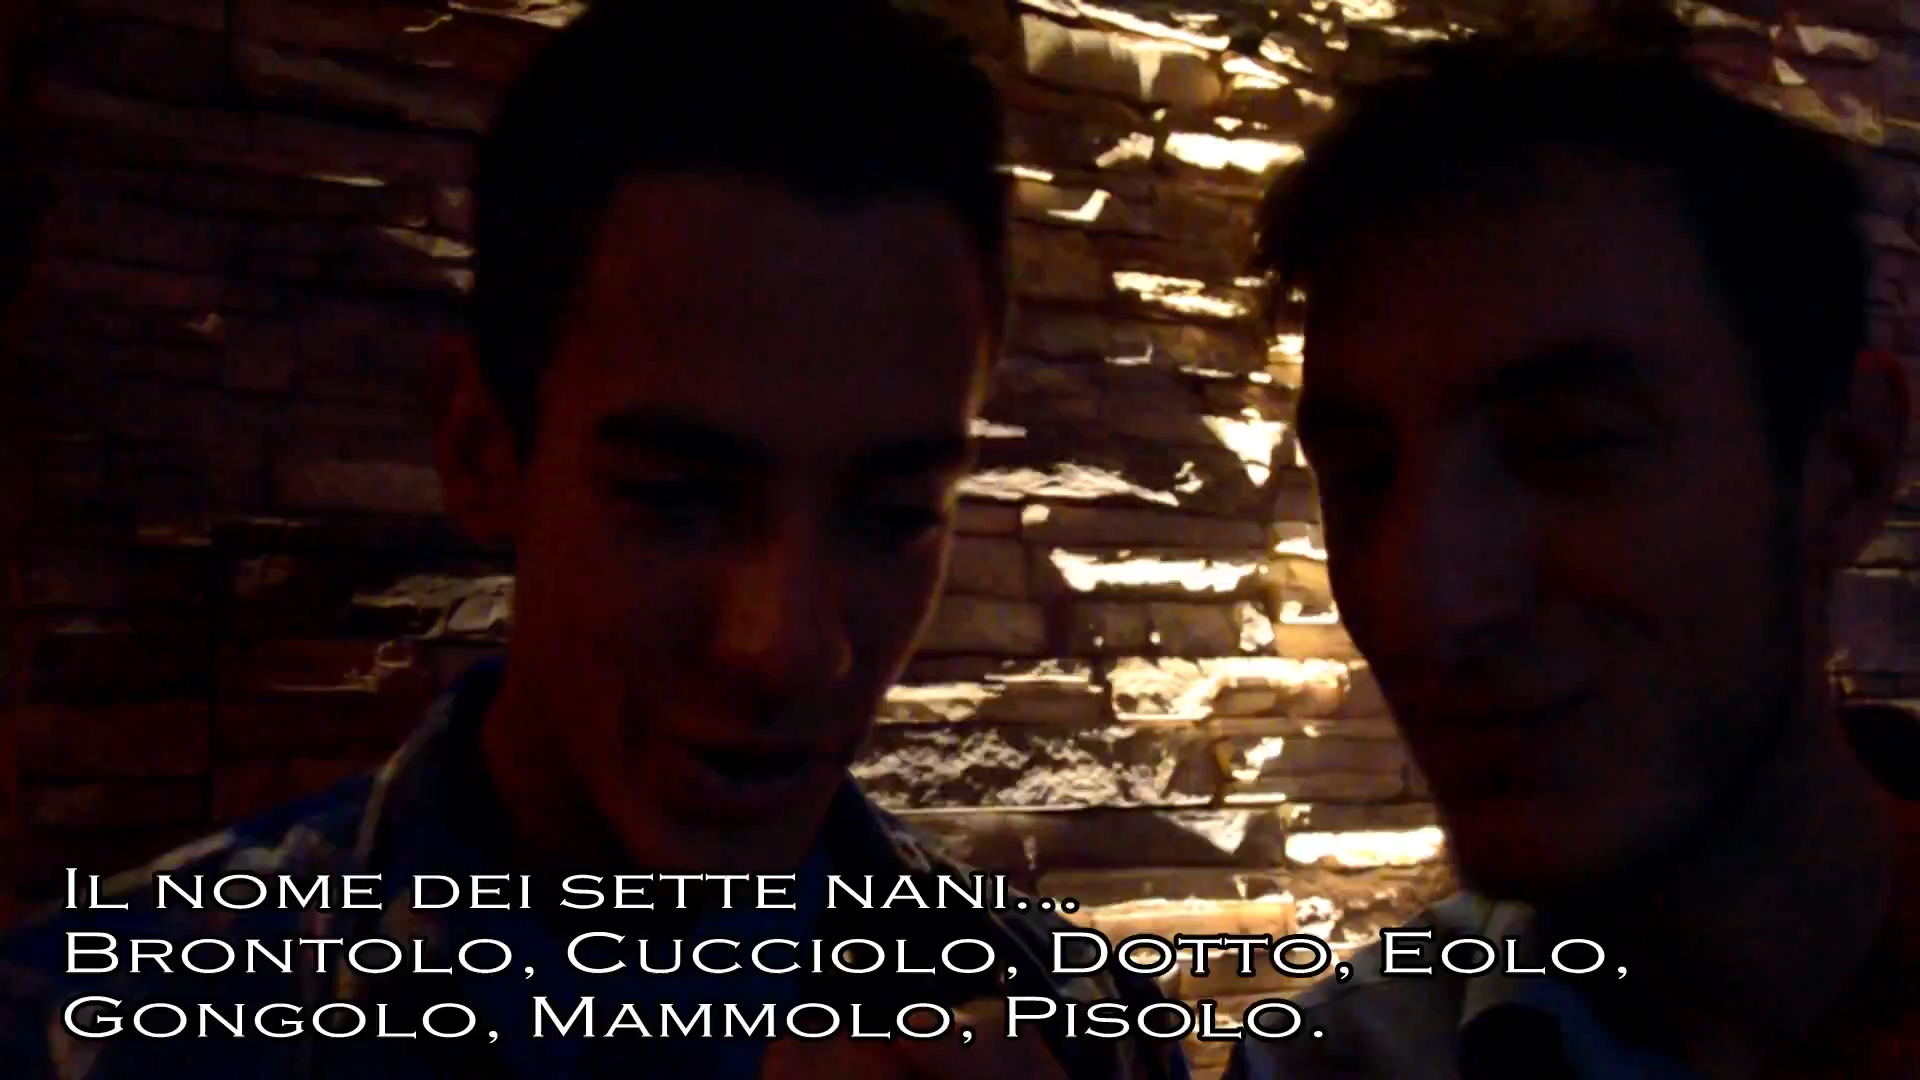 Il nome dei sette nani...
Brontolo, Cucciolo, Dotto, Eolo,
Gongolo, Mammolo, Pisolo.